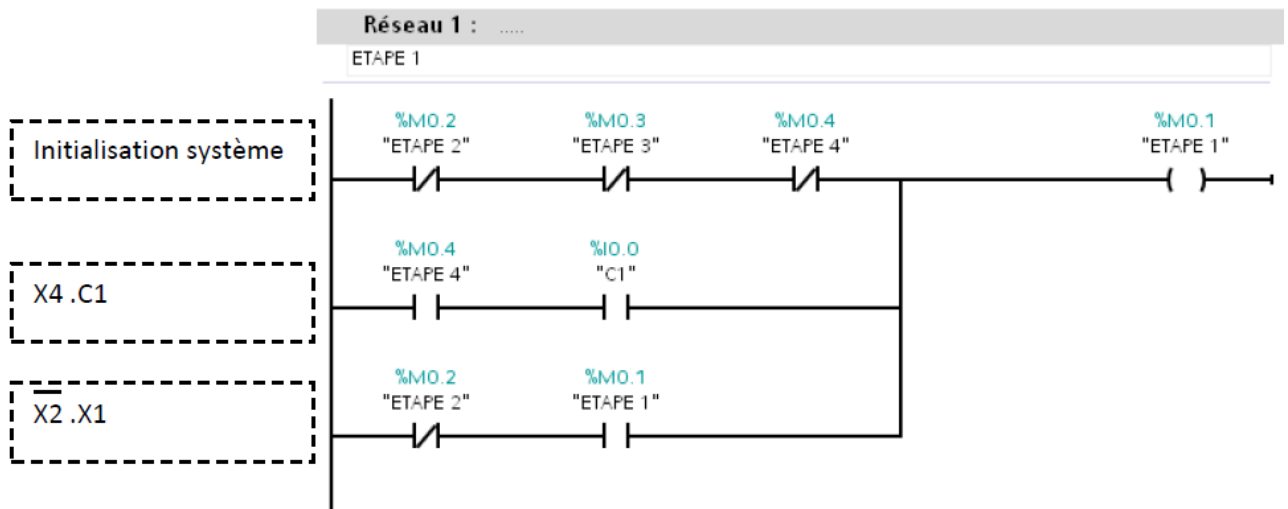 Réseau 1 : .....
ETAPE 1
Initialisation système
%M0.2 %M0.3 %M0.4 %M0.1
"ETAPE 2" "ETAPE 3" "ETAPE 4" "ETAPE 1"
X4 .C1
%M0.4 %I0.0
"ETAPE 4" "C1"
X̅2̅ .X1
%M0.2 %M0.1
"ETAPE 2" "ETAPE 1"